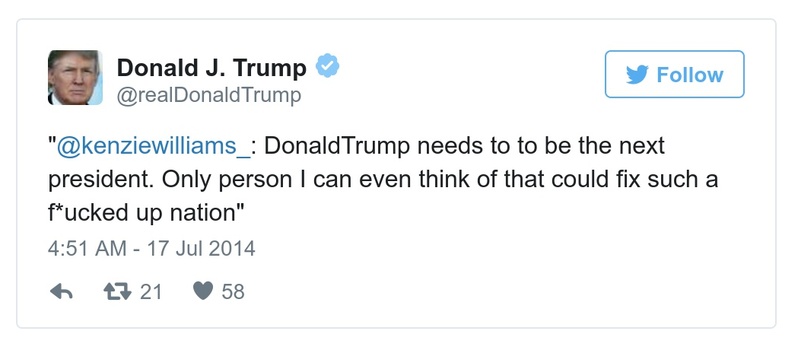 Donald J. Trump
@realDonaldTrump
Follow
"@kenziewilliams_: DonaldTrump needs to to be the next
president. Only person I can even think of that could fix such a
f*ucked up nation"
4:51 AM - 17 Jul 2014
21 58